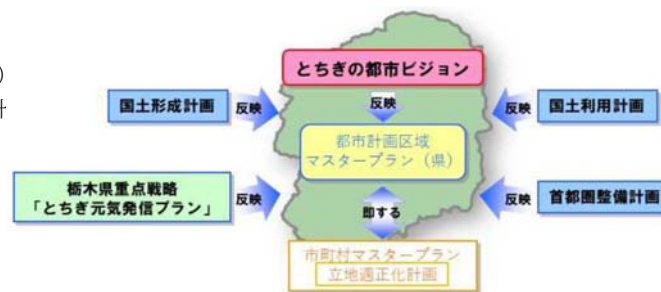 )
計
とちぎの都市ビジョン
国土形成計画
反映
反映
反映
国土利用計画
都市計画区域
マスタープラン（県）
栃木県重点戦略
「とちぎ元気発信プラン」
反映
即する
反映
首都圏整備計画
市町村マスタープラン
立地適正化計画